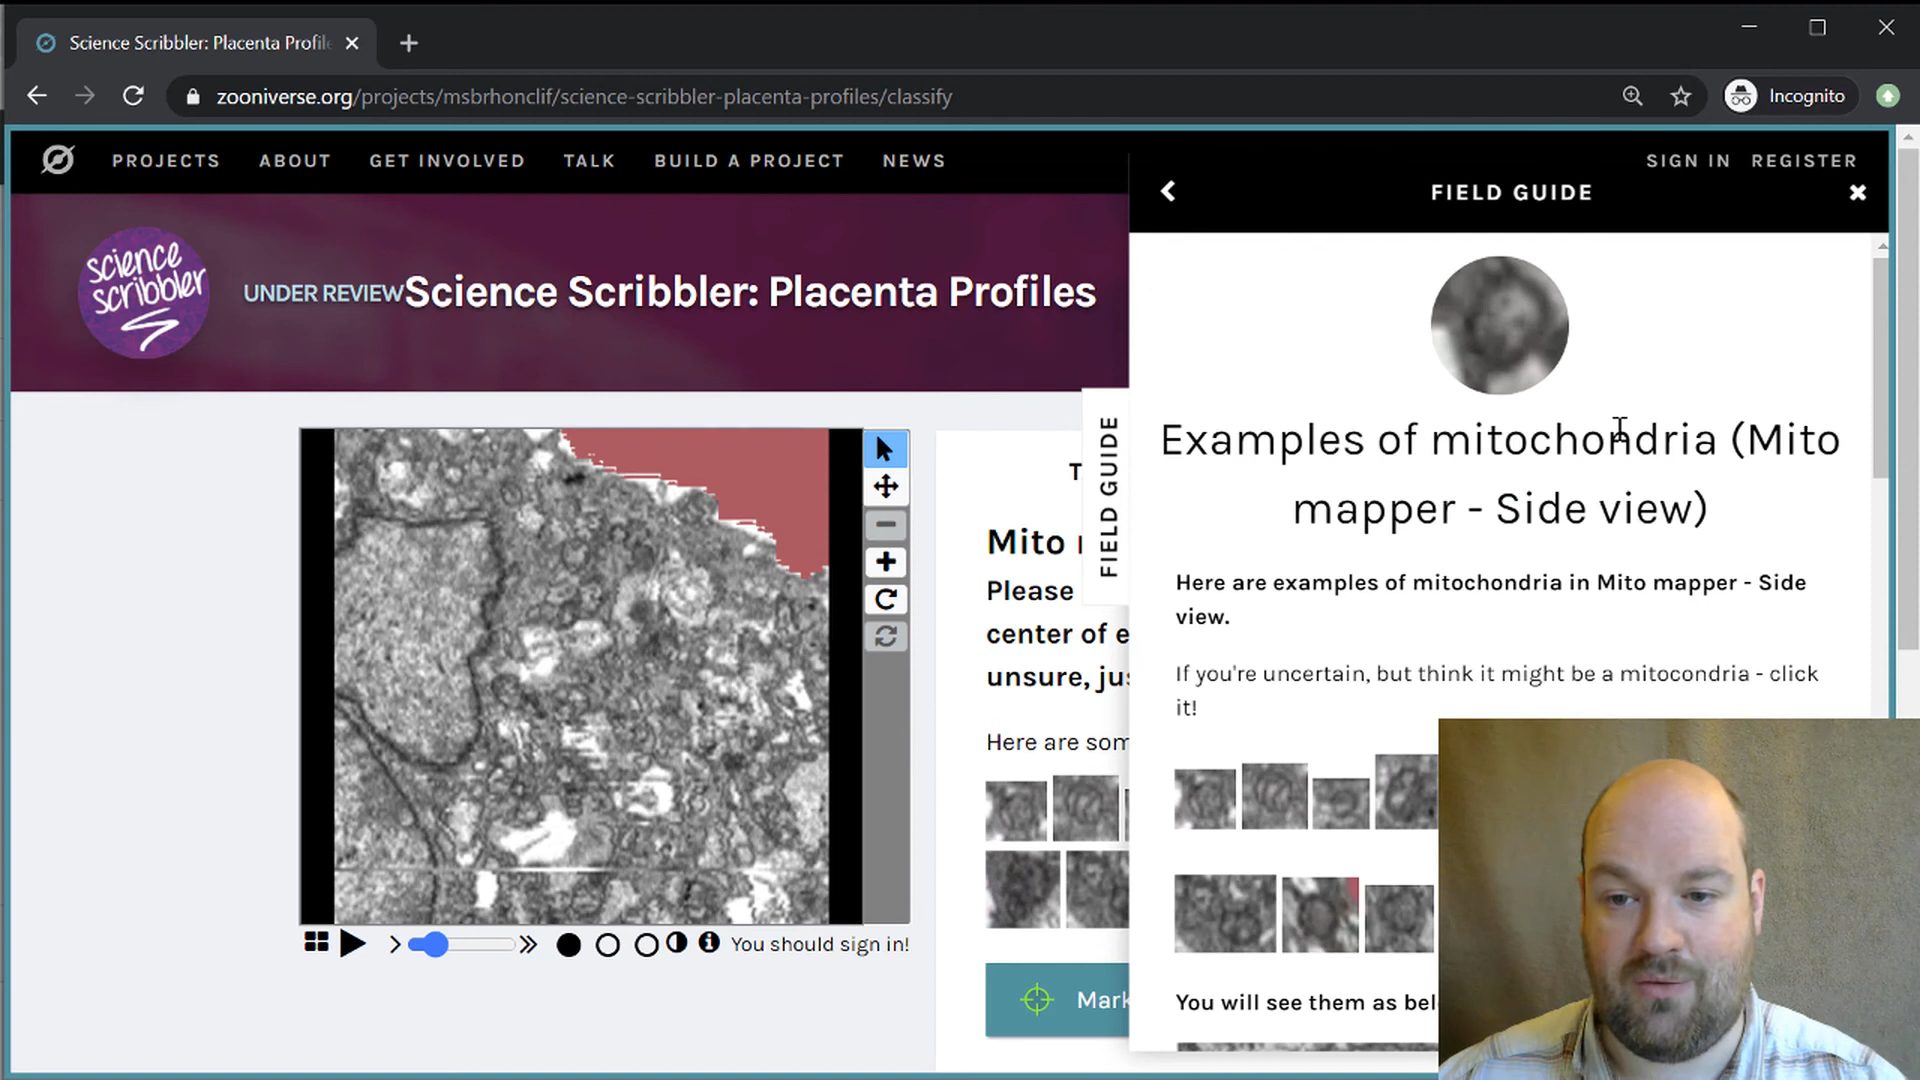 Science Scribbler: Placenta Profile
zooniverse.org/projects/msbrhonclif/science-scribbler-placenta-profiles/classify
Incognito
PROJECTS ABOUT GET INVOLVED TALK BUILD A PROJECT NEWS
SIGN IN REGISTER
FIELD GUIDE
science
scribbler
UNDER REVIEW Science Scribbler: Placenta Profiles
FIELD GUIDE
Examples of mitochondria (Mito
mapper - Side view)
Here are examples of mitochondria in Mito mapper - Side
view.
If you're uncertain, but think it might be a mitocondria - click
it!
You will see them as bel
T
Mito
Please
center of e
unsure, jus
Here are som
Mark
You should sign in!